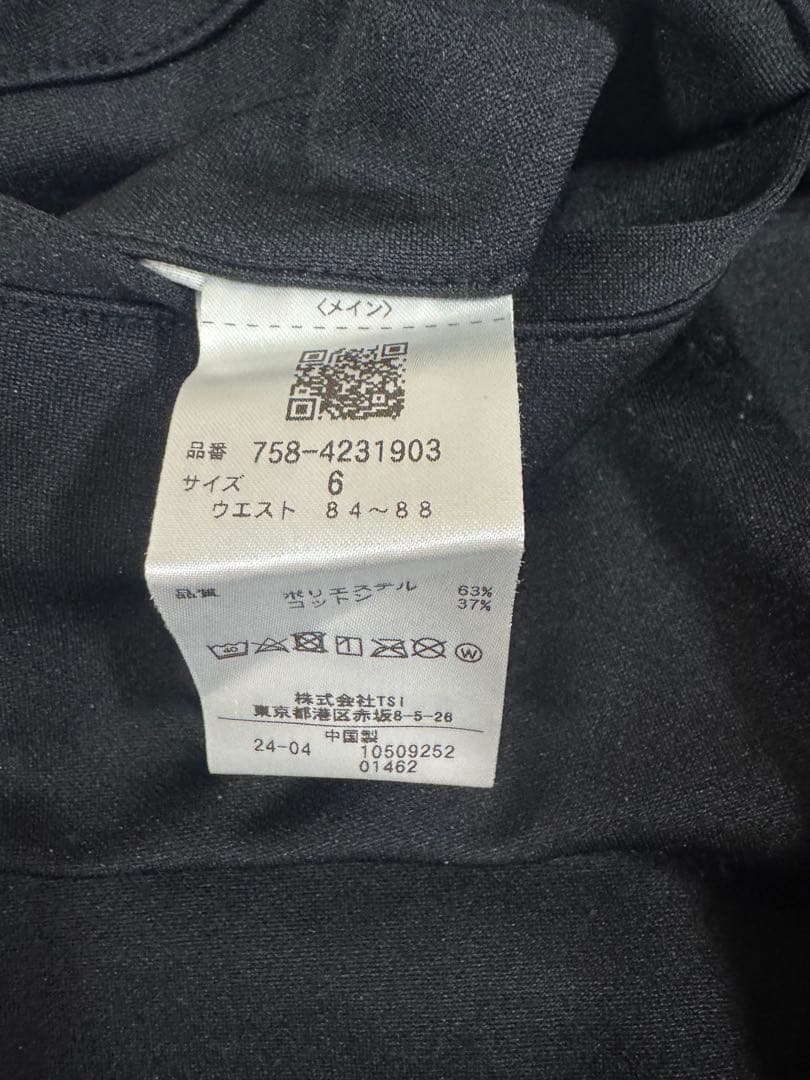 〈メイン〉
品番 758-4231903
サイズ 6
ウエスト 84～88
品質 ポリエステル 63%
コットン 37%
40
W
株式会社TSI
東京都港区赤坂8-5-26
中国製
24-04 10509252
01462